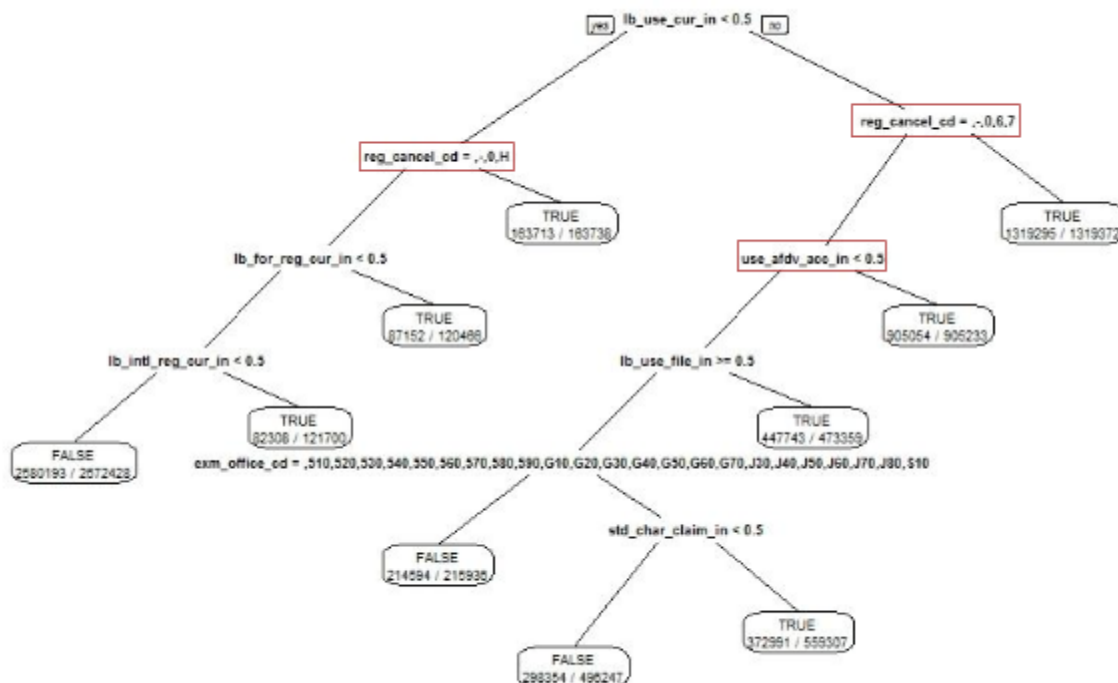 yes lb_use_cur_in < 0.5 no
reg_cancel_cd = ,-,0,6,7
reg_cancel_cd = ,-,0,H
TRUE
163713 / 163738
TRUE
1319295 / 1319372
lb_for_reg_cur_in < 0.5
use_afdv_acc_in < 0.5
TRUE
87152 / 120466
TRUE
905054 / 905233
lb_intl_reg_cur_in < 0.5
lb_use_file_in >= 0.5
TRUE
82308 / 121700
TRUE
447743 / 473359
FALSE
2580193 / 2672428
exm_office_cd = ,510,520,530,540,550,560,570,580,590,G10,G20,G30,G40,G50,G60,G70,J30,J40,J50,J60,J70,J80,S10
std_char_claim_in < 0.5
FALSE
214594 / 215935
TRUE
372991 / 559307
FALSE
298354 / 496247